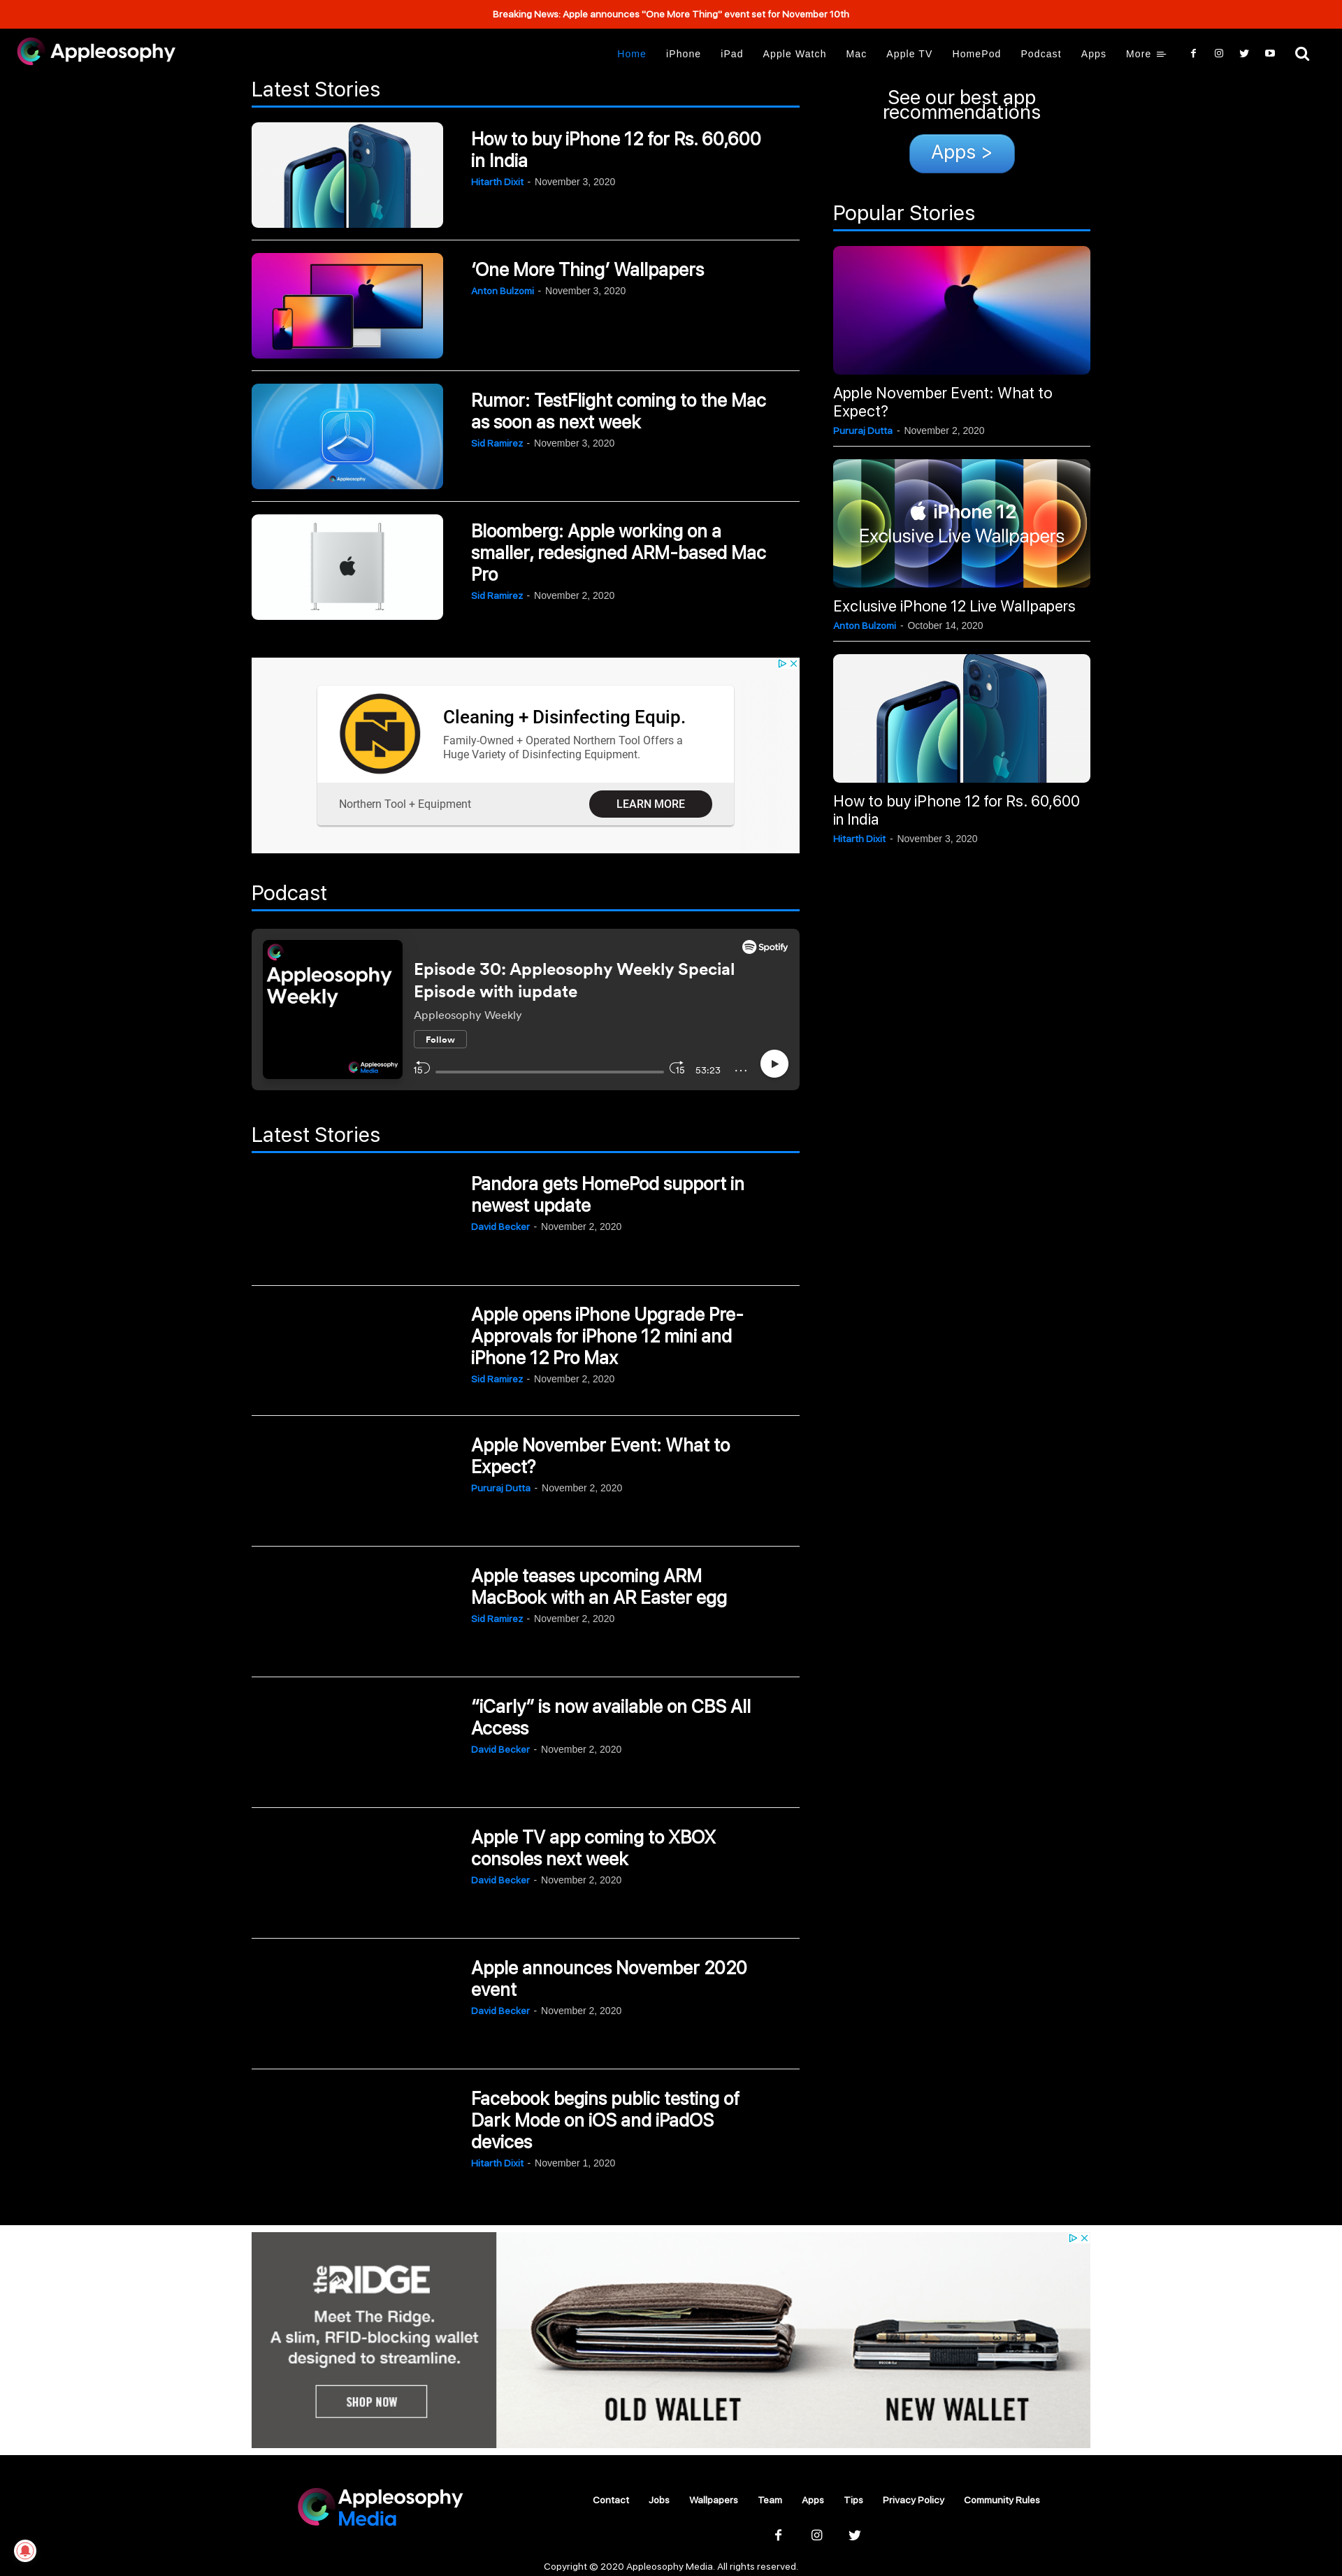 Breaking News: Apple announces "One More Thing" event set for November 10th
Appleosophy
Home iPhone iPad Apple Watch Mac Apple TV HomePod Podcast Apps More
Latest Stories
How to buy iPhone 12 for Rs. 60,600
in India
Hitarth Dixit - November 3, 2020
‘One More Thing’ Wallpapers
Anton Bulzomi - November 3, 2020
Rumor: TestFlight coming to the Mac
as soon as next week
Sid Ramirez - November 3, 2020
Appleosophy
Bloomberg: Apple working on a
smaller, redesigned ARM-based Mac
Pro
Sid Ramirez - November 2, 2020
See our best app
recommendations
Apps >
Popular Stories
Apple November Event: What to
Expect?
Pururaj Dutta - November 2, 2020
iPhone 12
Exclusive Live Wallpapers
Exclusive iPhone 12 Live Wallpapers
Anton Bulzomi - October 14, 2020
How to buy iPhone 12 for Rs. 60,600
in India
Hitarth Dixit - November 3, 2020
Cleaning + Disinfecting Equip.
Family-Owned + Operated Northern Tool Offers a
Huge Variety of Disinfecting Equipment.
Northern Tool + Equipment
LEARN MORE
Podcast
Appleosophy
Weekly
Appleosophy
Media
Spotify
Episode 30: Appleosophy Weekly Special
Episode with iupdate
Appleosophy Weekly
Follow
15 15 53:23 ...
Latest Stories
Pandora gets HomePod support in
newest update
David Becker - November 2, 2020
Apple opens iPhone Upgrade Pre-
Approvals for iPhone 12 mini and
iPhone 12 Pro Max
Sid Ramirez - November 2, 2020
Apple November Event: What to
Expect?
Pururaj Dutta - November 2, 2020
Apple teases upcoming ARM
MacBook with an AR Easter egg
Sid Ramirez - November 2, 2020
“iCarly” is now available on CBS All
Access
David Becker - November 2, 2020
Apple TV app coming to XBOX
consoles next week
David Becker - November 2, 2020
Apple announces November 2020
event
David Becker - November 2, 2020
Facebook begins public testing of
Dark Mode on iOS and iPadOS
devices
Hitarth Dixit - November 1, 2020
the RIDGE
Meet The Ridge.
A slim, RFID-blocking wallet
designed to streamline.
SHOP NOW
OLD WALLET
NEW WALLET
Appleosophy
Media
Contact Jobs Wallpapers Team Apps Tips Privacy Policy Community Rules
Copyright © 2020 Appleosophy Media. All rights reserved.